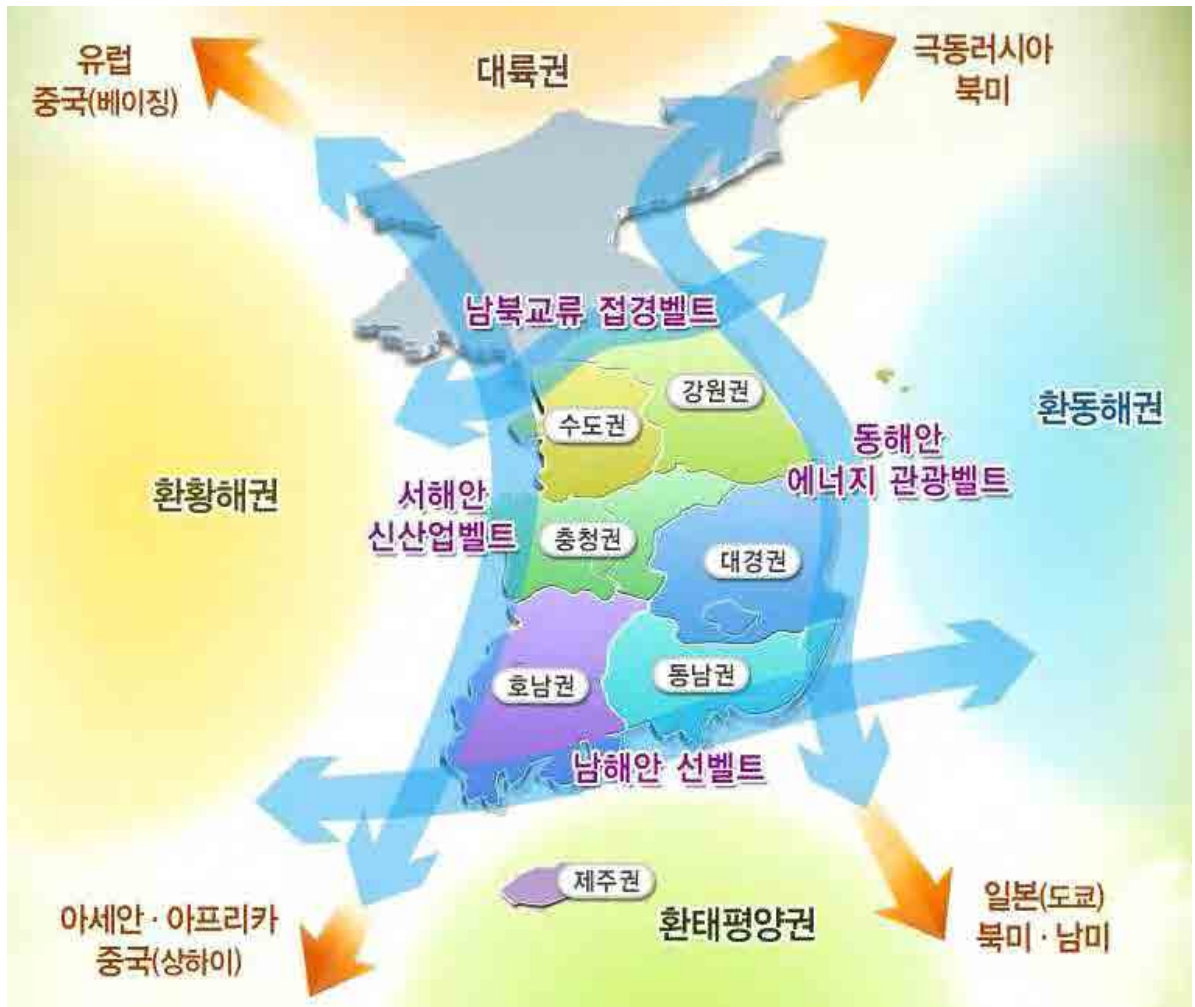 유럽
중국(베이징)
대륙권
극동러시아
북미
남북교류 접경벨트
강원권
수도권
환동해권
동해안
에너지 관광벨트
환황해권
서해안
신산업벨트
충청권
대경권
호남권
동남권
남해안 선벨트
제주권
환태평양권
아세안 · 아프리카
중국(상하이)
일본(도쿄)
북미 · 남미